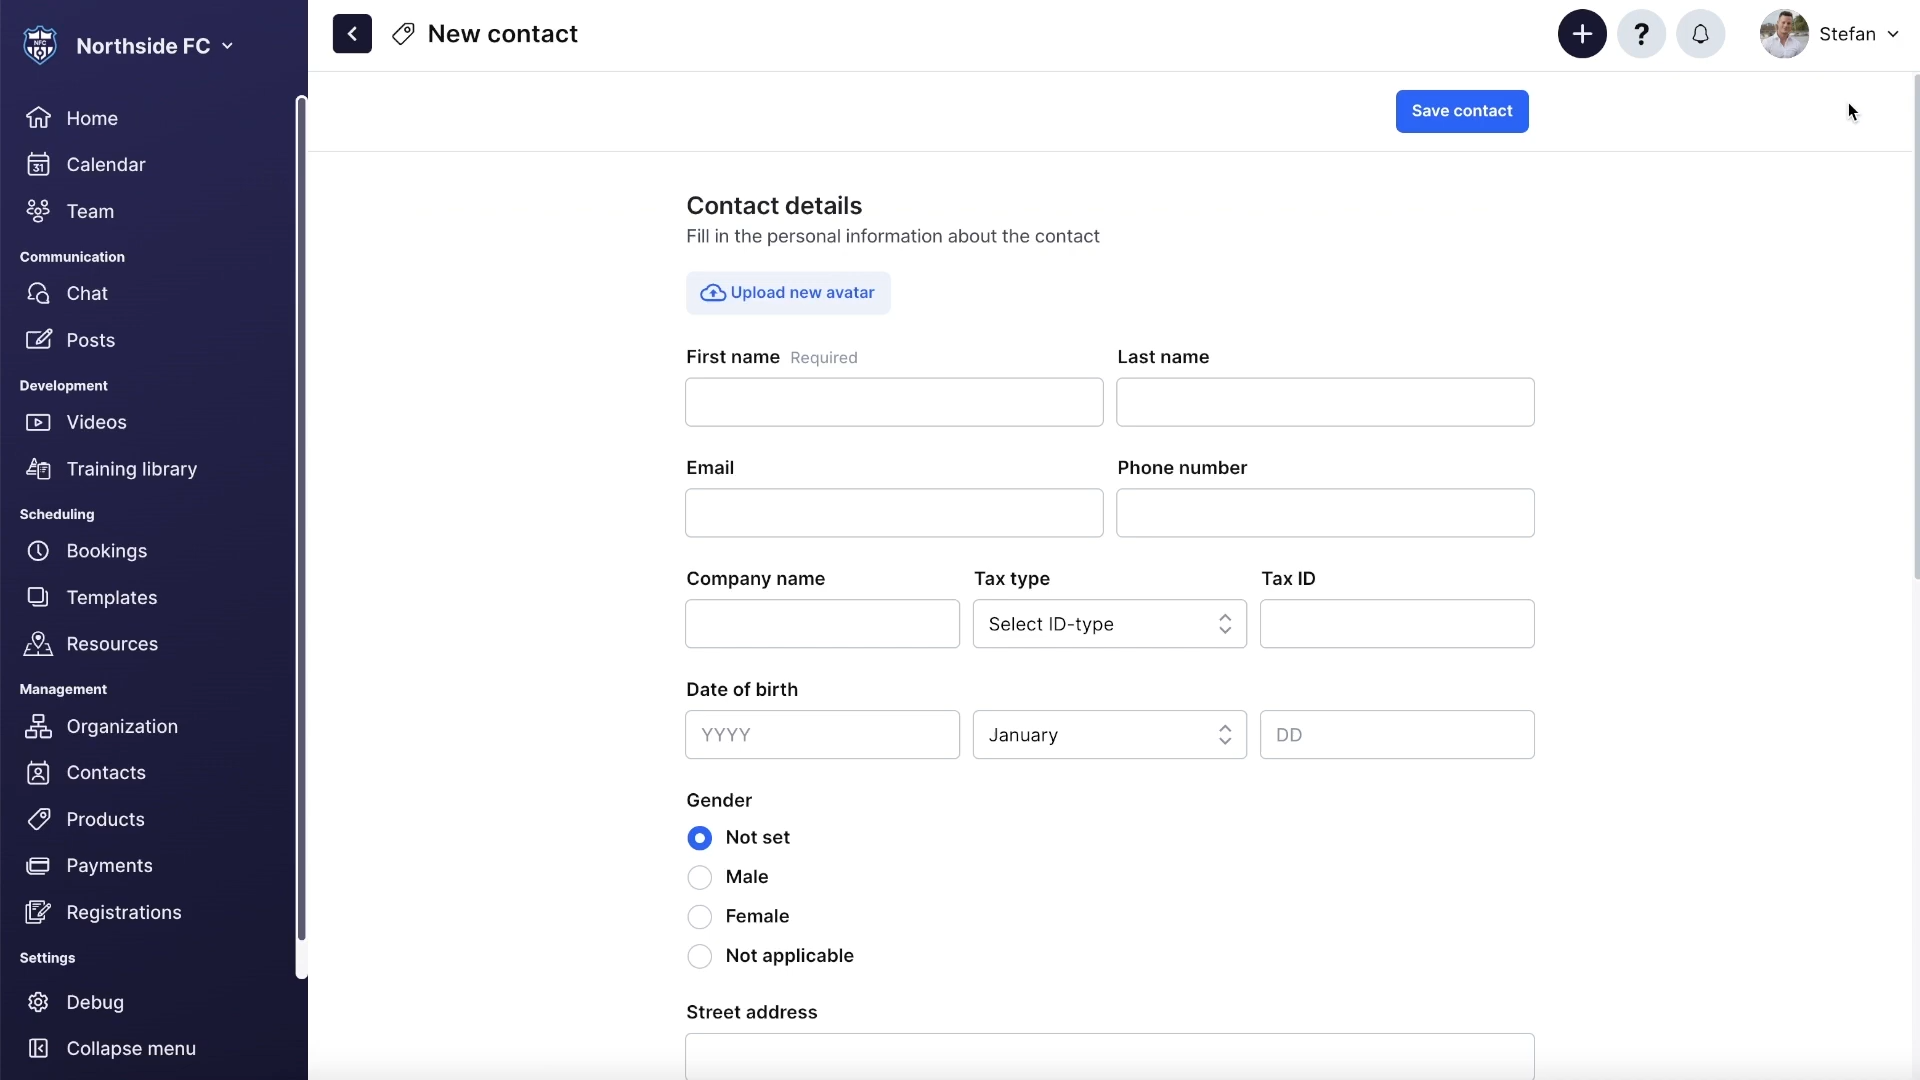 Northside FC
Home
Calendar
Team
Communication
Chat
Posts
Development
Videos
Training library
Scheduling
Bookings
Templates
Resources
Management
Organization
Contacts
Products
Payments
Registrations
Settings
Debug
Collapse menu
New contact
?
Stefan
Save contact
Contact details
Fill in the personal information about the contact
Upload new avatar
First name Required
Last name
Email
Phone number
Company name
Tax type
Tax ID
Select ID-type
Date of birth
YYYY
January
DD
Gender
Not set
Male
Female
Not applicable
Street address